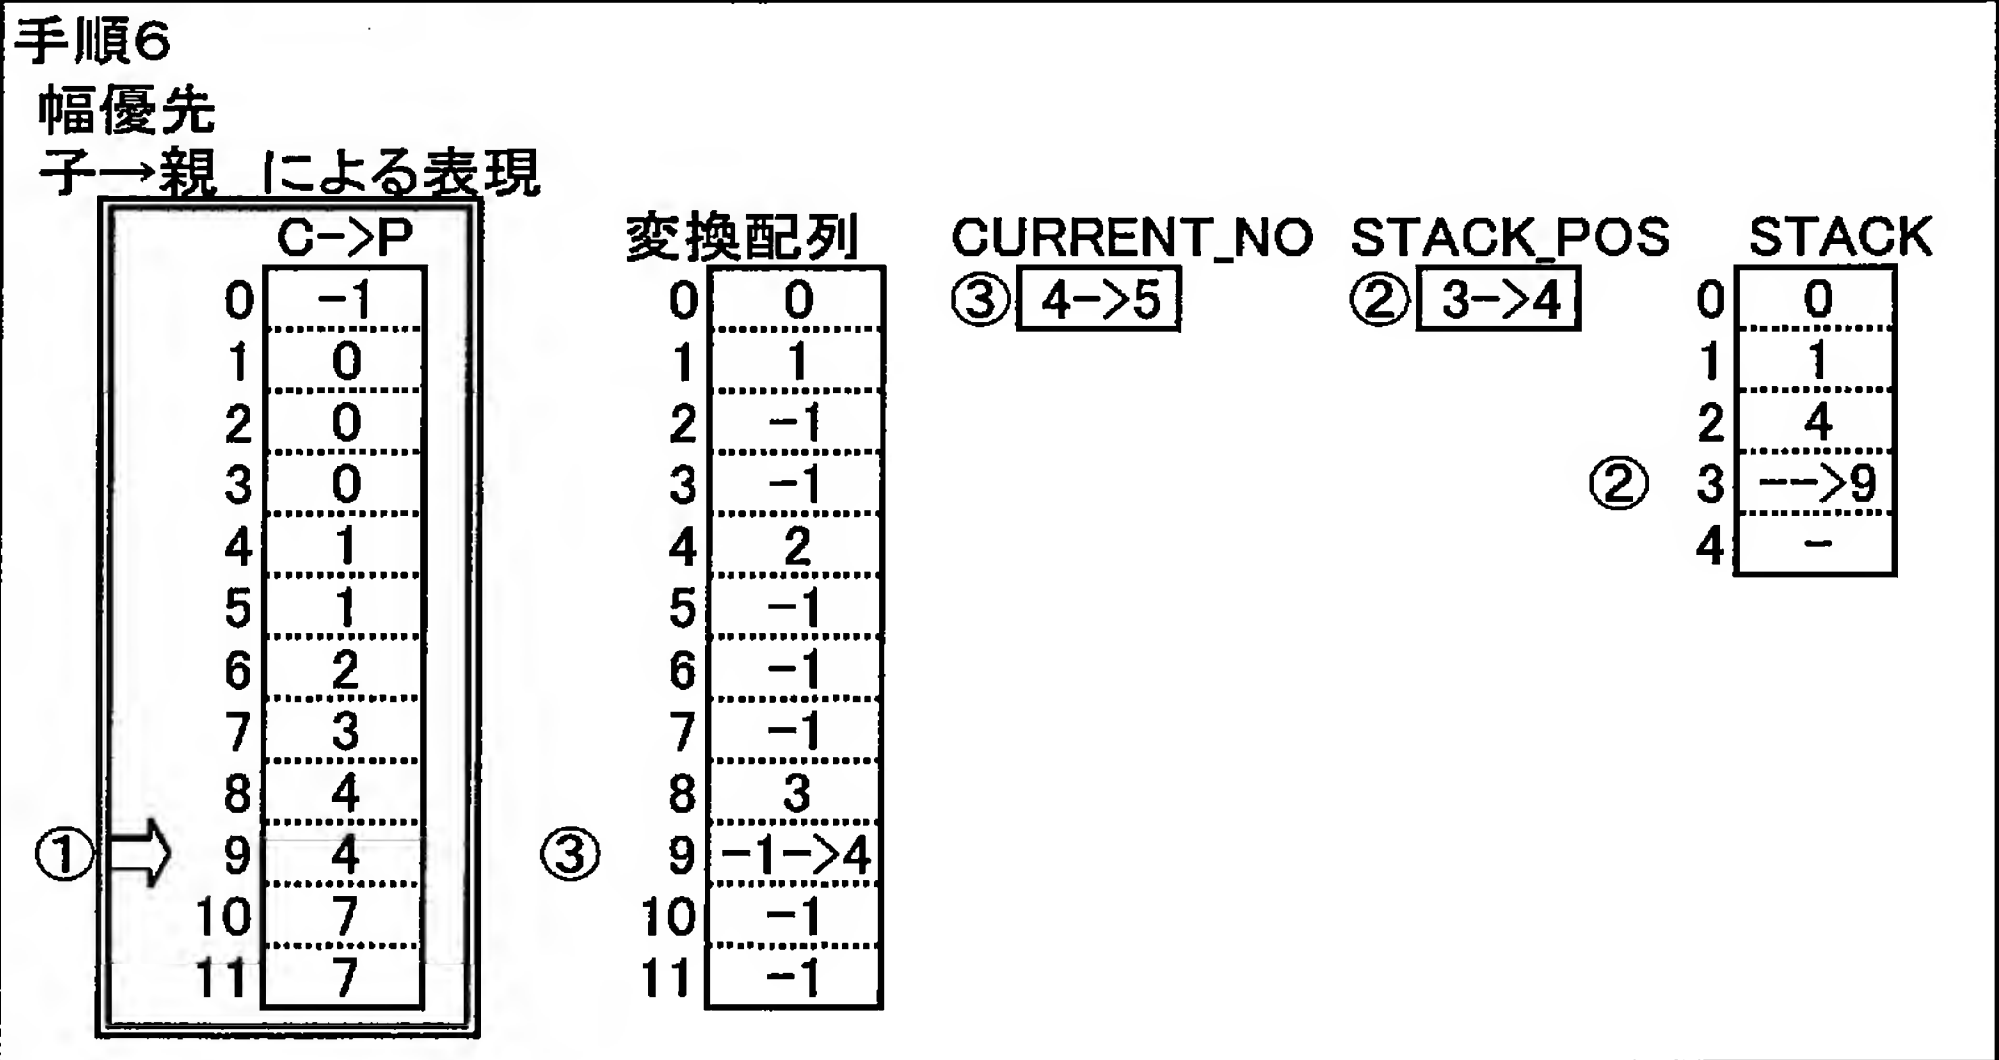 手順6
幅優先
子→親 による表現
C->P 変換配列 CURRENT_NO STACK_POS STACK
0 -1 0 0 ③ 4->5 ② 3->4 0 0
1 0 1 1 1 1
2 0 2 -1 2 4
3 0 3 -1 ② 3 -->9
4 1 4 2 4 -
5 1 5 -1
6 2 6 -1
7 3 7 -1
8 4 8 3
① 9 4 ③ 9 -1->4
10 7 10 -1
11 7 11 -1